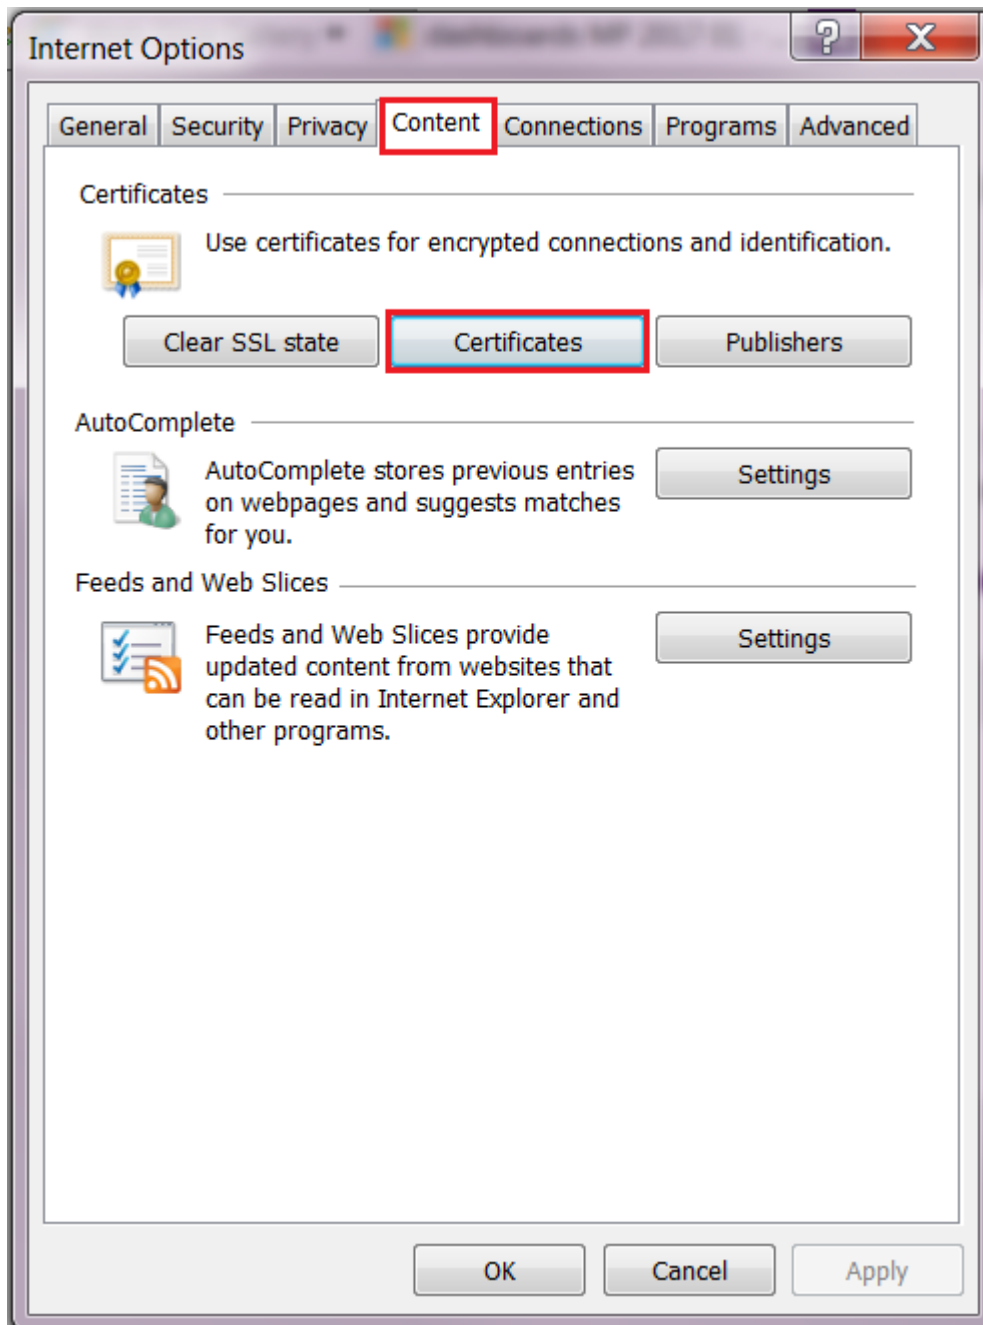 Internet Options
General Security Privacy Content Connections Programs Advanced
Certificates
Use certificates for encrypted connections and identification.
Clear SSL state Certificates Publishers
AutoComplete
AutoComplete stores previous entries
on webpages and suggests matches
for you.
Settings
Feeds and Web Slices
Feeds and Web Slices provide
updated content from websites that
can be read in Internet Explorer and
other programs.
Settings
OK Cancel Apply